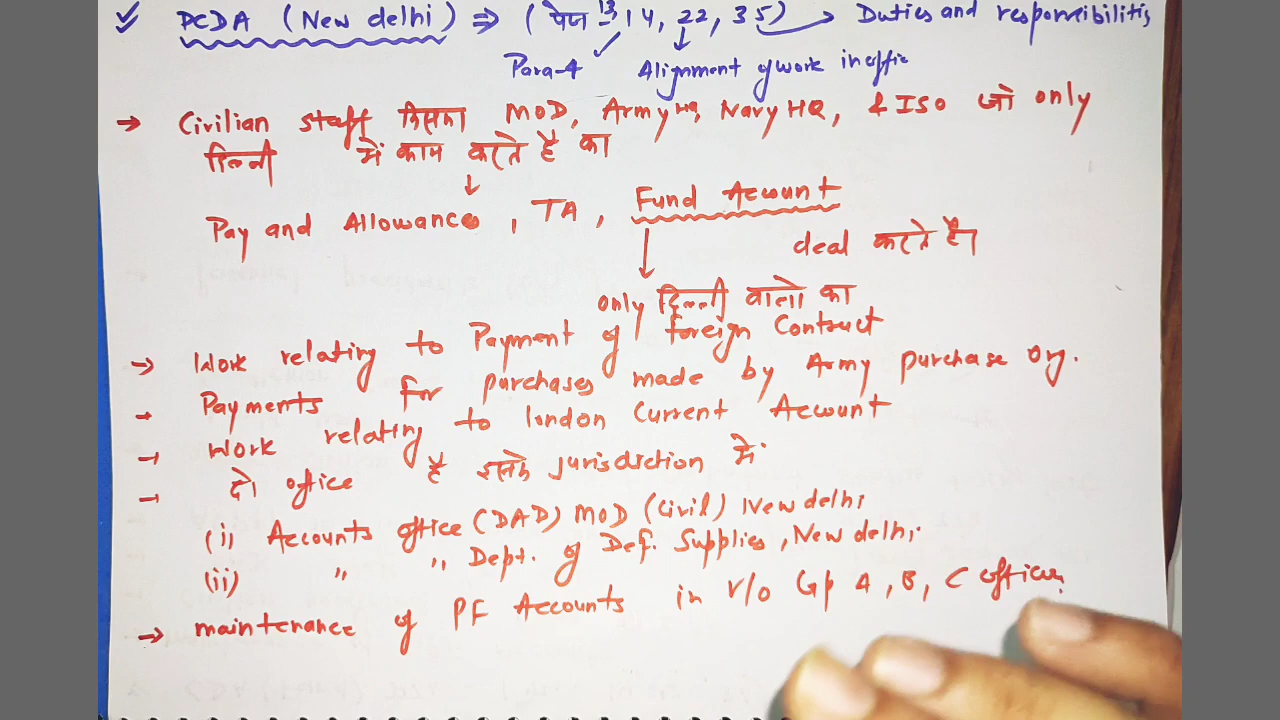 PCDA (New delhi) ⇒ (पेज 13, 14, 22, 35) → Duties and responsibilitis
Para-4 Alignment of work in offic
→ Civilian staff जिसका MOD, Army HQ, Navy HQ, & ISO जो only
दिल्ली में काम करते है का
Pay and Allowances, TA, Fund Account
deal करते है।
only दिल्ली वालो का
→ Work relating to Payment of foreign Contract
→ Payments for purchases made by Army purchase Org.
→ Work relating to london Current Account
→ दो office है इसके jurisdiction में
(i) Accounts office (DAD) MOD (Civil) New delhi
(ii) " " Dept. of Def. Supplies, New delhi
→ maintenance of PF Accounts in r/o Gp A, B, C officers